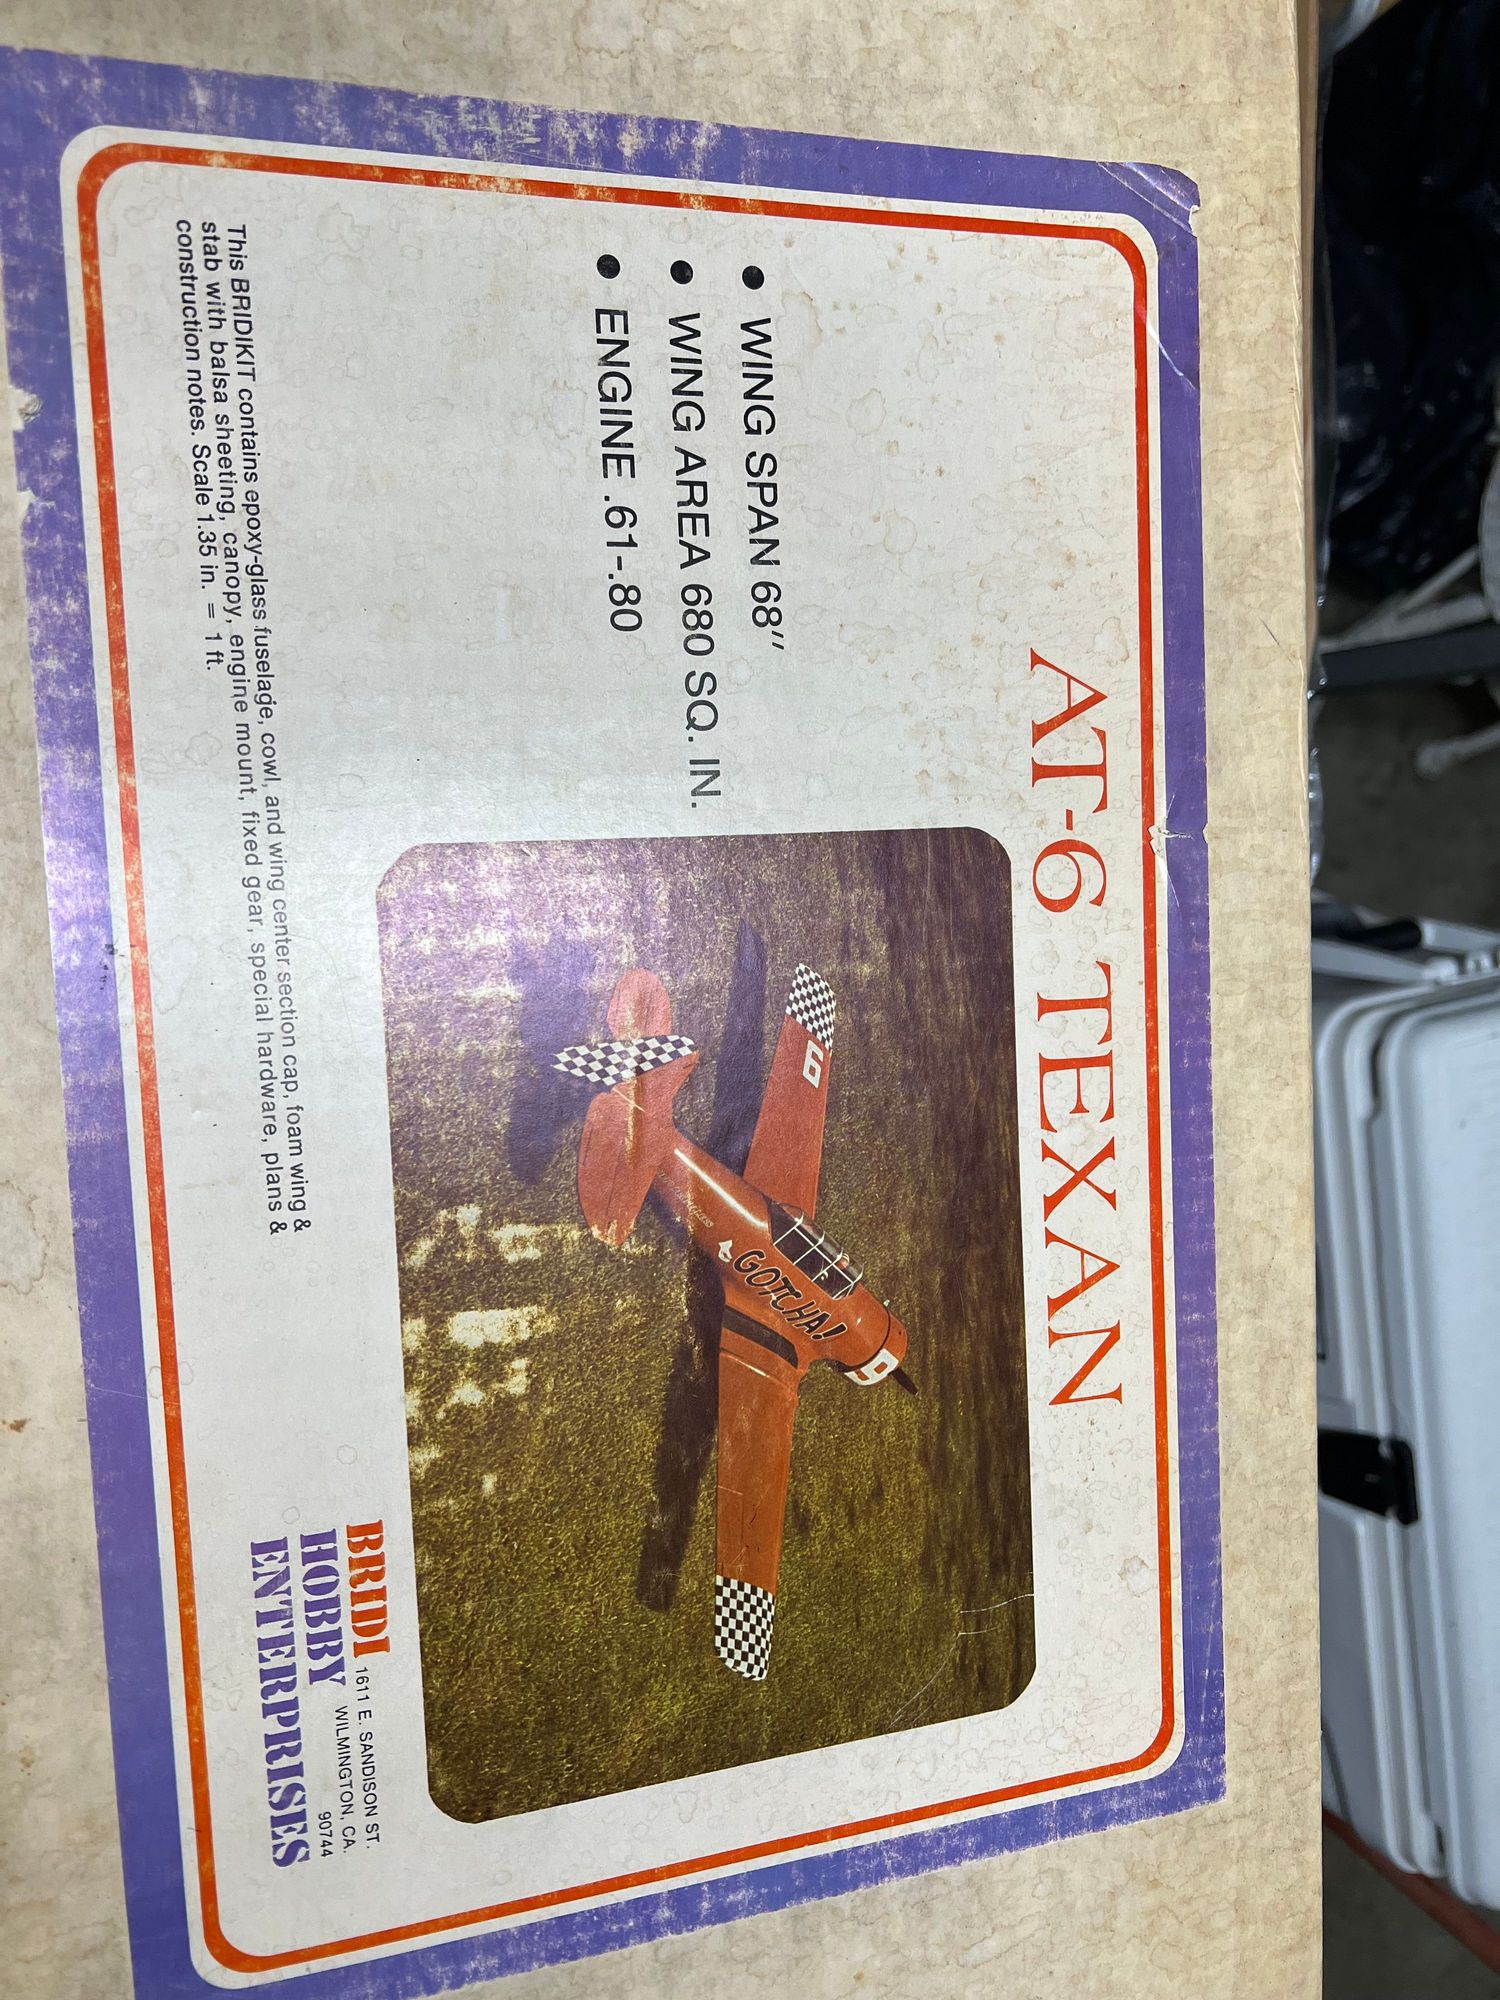 AT-6 TEXAN
• WING SPAN 68"
• WING AREA 680 SQ. IN.
• ENGINE .61-.80
6
GOTCHA!
6
This BRIDIKIT contains epoxy-glass fuselage, cowl, and wing center section cap, foam wing &
stab with balsa sheeting, canopy, engine mount, fixed gear, special hardware, plans &
construction notes. Scale 1.35 in. = 1 ft.
BRIDI
HOBBY
ENTERPRISES
1611 E. SANDISON ST.
WILMINGTON, CA.
90744